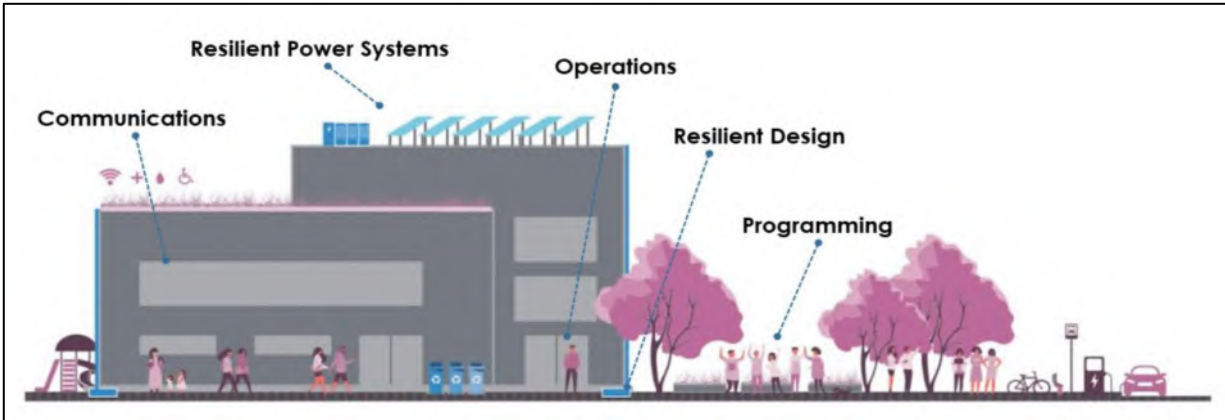 Resilient Power Systems
Operations
Communications
Resilient Design
Programming